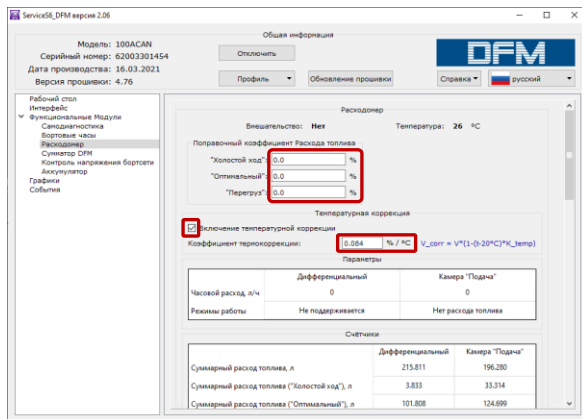 ServiceS6_DFM версия 2.06
Общая информация
Модель: 100ACAN
Серийный номер: 62003301454
Дата производства: 16.03.2021
Версия прошивки: 4.76
Отключить
Профиль
Обновление прошивки
DFM
Справка
русский
Рабочий стол
Интерфейс
Функциональные Модули
Самодиагностика
Бортовые часы
Расходомер
Сумматор DFM
Контроль напряжения бортсети
Аккумулятор
Графики
События
Расходомер
Вмешательство: Нет Температура: 26 °C
Поправочный коэффициент Расхода топлива
"Холостой ход": 0.0 %
"Оптимальный": 0.0 %
"Перегруз": 0.0 %
Температурная коррекция
Включение температурной коррекции
Коэффициент термокоррекции: 0.084 % / °C V_corr = V*(1-(t-20°C)*K_temp)
Параметры
Дифференциальный Камера "Подача"
Часовой расход, л/ч 0 0
Режимы работы Не поддерживается Нет расхода топлива
Счётчики
Дифференциальный Камера "Подача"
Суммарный расход топлива, л 215.811 196.280
Суммарный расход топлива ("Холостой ход"), л 3.833 33.314
Суммарный расход топлива ("Оптимальный"), л 101.808 124.699